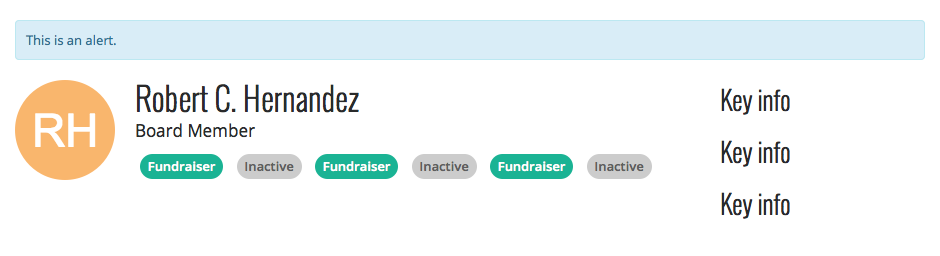 This is an alert.
RH
Robert C. Hernandez
Board Member
Fundraiser Inactive Fundraiser Inactive Fundraiser Inactive
Key info
Key info
Key info